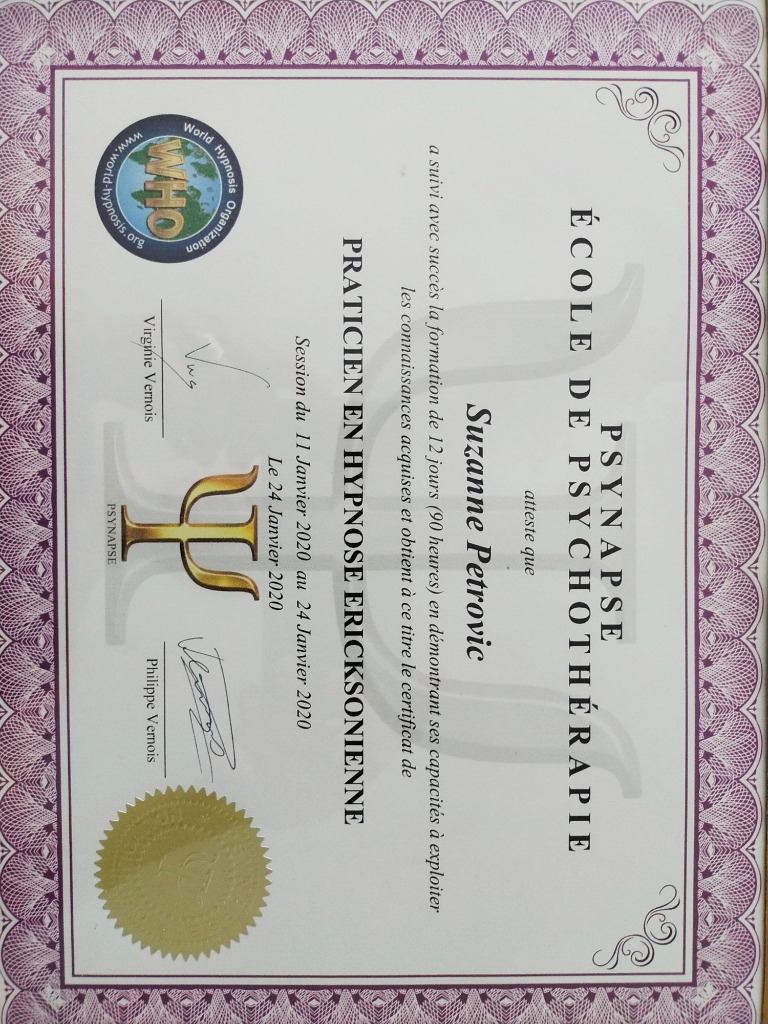 PSYNAPSE
ÉCOLE DE PSYCHOTHÉRAPIE
atteste que
Suzanne Petrovic
a suivi avec succès la formation de 12 jours (90 heures) en démontrant ses capacités à exploiter
les connaissances acquises et obtient à ce titre le certificat de
PRATICIEN EN HYPNOSE ERICKSONIENNE
Session du 11 Janvier 2020 au 24 Janvier 2020
Le 24 Janvier 2020
World Hypnosis Organization
WHO
www.world-hypnosis.org
Virginie Vernois
PSYNAPSE
Philippe Vernois